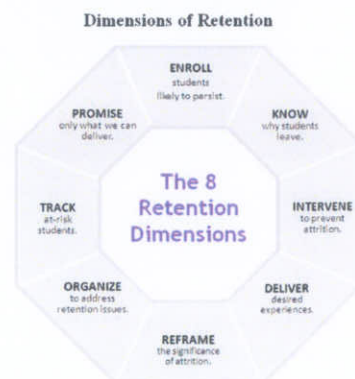 Dimensions of Retention
ENROLL
students
likely to persist.
KNOW
why students
leave.
INTERVENE
to prevent
attrition.
DELIVER
desired
experiences.
REFRAME
the significance
of attrition.
ORGANIZE
to address
retention issues.
TRACK
at-risk
students.
PROMISE
only what we can
deliver.
The 8
Retention
Dimensions